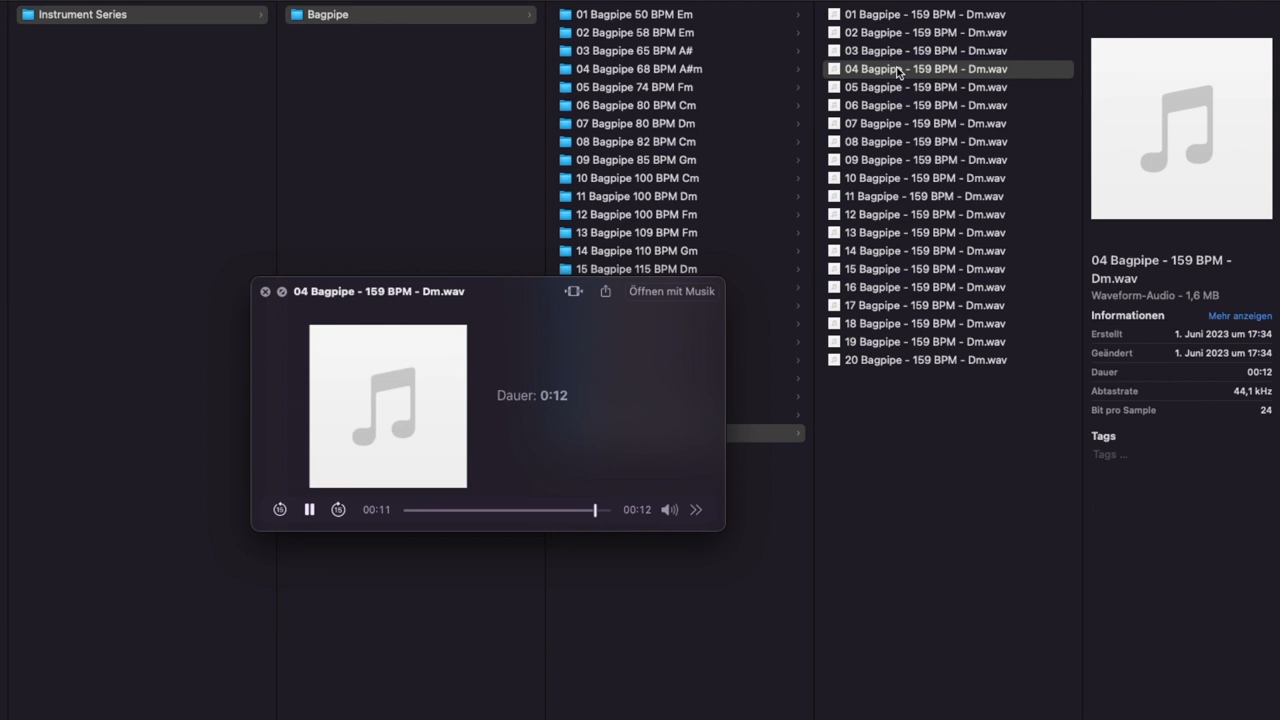 Instrument Series
Bagpipe
01 Bagpipe 50 BPM Em
02 Bagpipe 58 BPM Em
03 Bagpipe 65 BPM A#
04 Bagpipe 68 BPM A#m
05 Bagpipe 74 BPM Fm
06 Bagpipe 80 BPM Cm
07 Bagpipe 80 BPM Dm
08 Bagpipe 82 BPM Cm
09 Bagpipe 85 BPM Gm
10 Bagpipe 100 BPM Cm
11 Bagpipe 100 BPM Dm
12 Bagpipe 100 BPM Fm
13 Bagpipe 109 BPM Fm
14 Bagpipe 110 BPM Gm
15 Bagpipe 115 BPM Dm
01 Bagpipe - 159 BPM - Dm.wav
02 Bagpipe - 159 BPM - Dm.wav
03 Bagpipe - 159 BPM - Dm.wav
04 Bagpipe - 159 BPM - Dm.wav
05 Bagpipe - 159 BPM - Dm.wav
06 Bagpipe - 159 BPM - Dm.wav
07 Bagpipe - 159 BPM - Dm.wav
08 Bagpipe - 159 BPM - Dm.wav
09 Bagpipe - 159 BPM - Dm.wav
10 Bagpipe - 159 BPM - Dm.wav
11 Bagpipe - 159 BPM - Dm.wav
12 Bagpipe - 159 BPM - Dm.wav
13 Bagpipe - 159 BPM - Dm.wav
14 Bagpipe - 159 BPM - Dm.wav
15 Bagpipe - 159 BPM - Dm.wav
16 Bagpipe - 159 BPM - Dm.wav
17 Bagpipe - 159 BPM - Dm.wav
18 Bagpipe - 159 BPM - Dm.wav
19 Bagpipe - 159 BPM - Dm.wav
20 Bagpipe - 159 BPM - Dm.wav
04 Bagpipe - 159 BPM -
Dm.wav
Waveform-Audio - 1,6 MB
Informationen Mehr anzeigen
Erstellt 1. Juni 2023 um 17:34
Geändert 1. Juni 2023 um 17:34
Dauer 00:12
Abtastrate 44,1 kHz
Bit pro Sample 24
Tags
Tags ...
04 Bagpipe - 159 BPM - Dm.wav Öffnen mit Musik
Dauer: 0:12
15 15 00:11 00:12